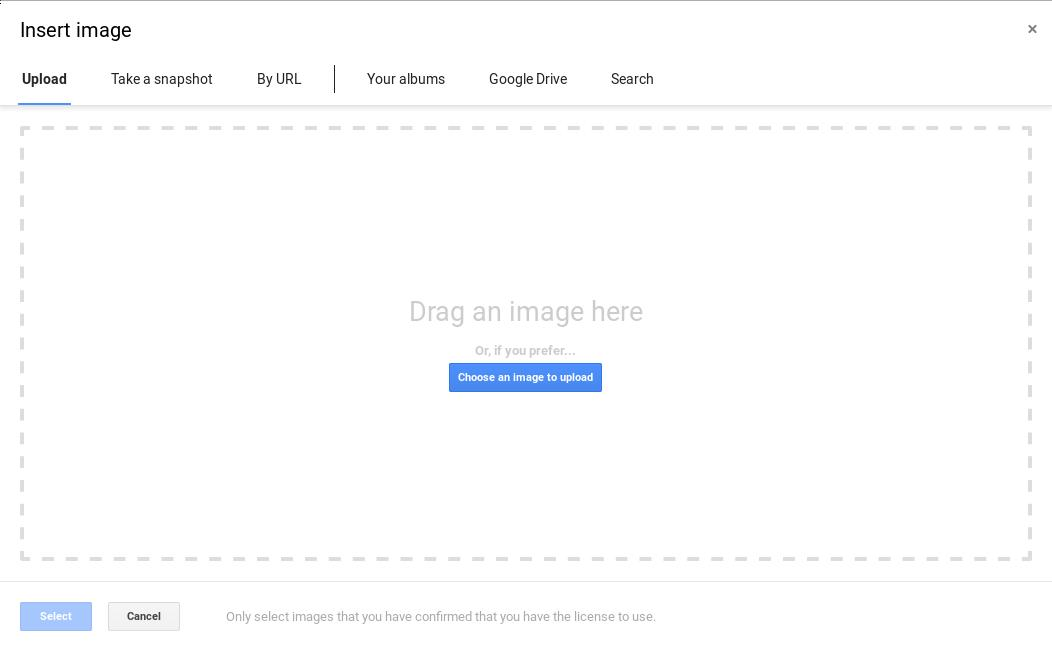 Insert image
×
Upload Take a snapshot By URL Your albums Google Drive Search
Drag an image here
Or, if you prefer...
Choose an image to upload
Select Cancel Only select images that you have confirmed that you have the license to use.